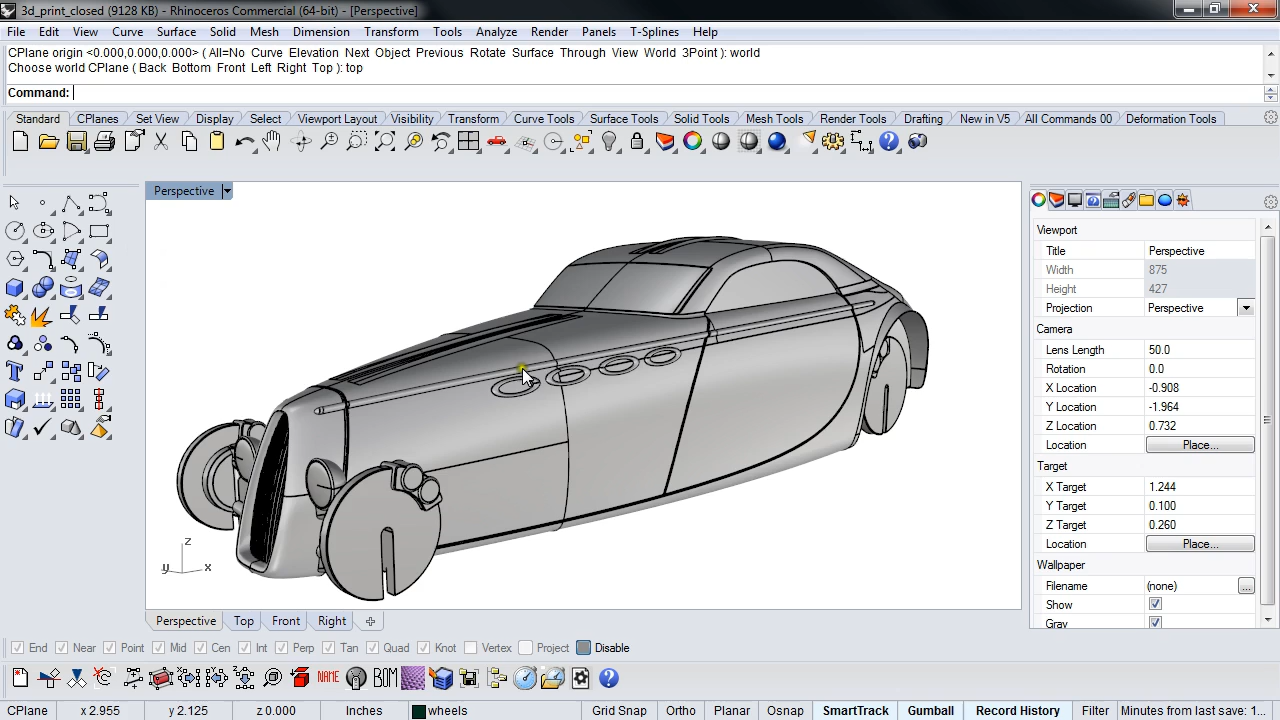 3d_print_closed (9128 KB) - Rhinoceros Commercial (64-bit) - [Perspective]
File Edit View Curve Surface Solid Mesh Dimension Transform Tools Analyze Render Panels T-Splines Help
CPlane origin <0.000,0.000,0.000> ( All=No Curve Elevation Next Object Previous Rotate Surface Through View World 3Point ): world
Choose world CPlane ( Back Bottom Front Left Right Top ): top
Command:
Standard CPlanes Set View Display Select Viewport Layout Visibility Transform Curve Tools Surface Tools Solid Tools Mesh Tools Render Tools Drafting New in V5 All Commands 00 Deformation Tools
Perspective
Viewport
Title Perspective
Width 875
Height 427
Projection Perspective
Camera
Lens Length 50.0
Rotation 0.0
X Location -0.908
Y Location -1.964
Z Location 0.732
Location Place...
Target
X Target 1.244
Y Target 0.100
Z Target 0.260
Location Place...
Wallpaper
Filename (none) ...
Show
Gray
z
y x
Perspective Top Front Right
End Near Point Mid Cen Int Perp Tan Quad Knot Vertex Project Disable
NAME BOM
CPlane x 2.955 y 2.125 z 0.000 Inches wheels Grid Snap Ortho Planar Osnap SmartTrack Gumball Record History Filter Minutes from last save: 1...